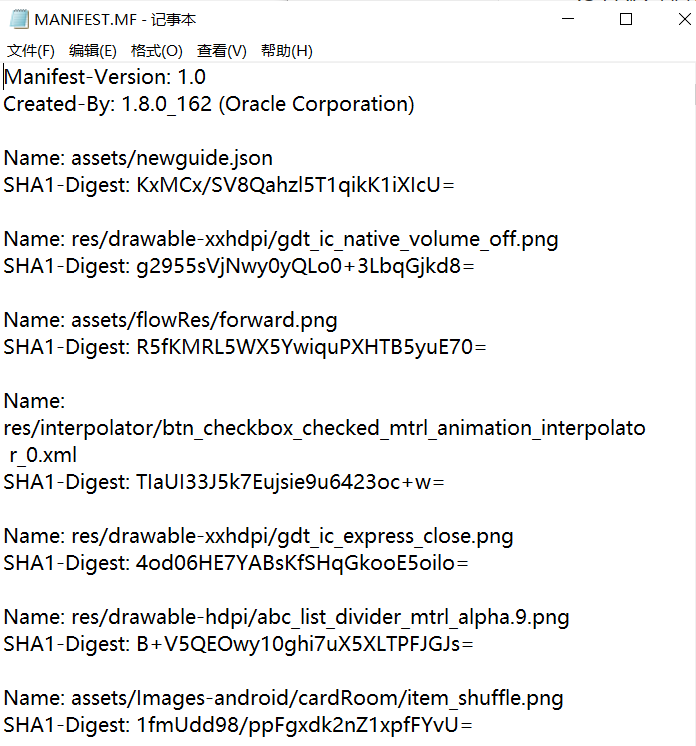 MANIFEST.MF - 记事本
文件(F) 编辑(E) 格式(O) 查看(V) 帮助(H)
Manifest-Version: 1.0
Created-By: 1.8.0_162 (Oracle Corporation)
Name: assets/newguide.json
SHA1-Digest: KxMCx/SV8Qahzl5T1qikK1iXIcU=
Name: res/drawable-xxhdpi/gdt_ic_native_volume_off.png
SHA1-Digest: g2955sVjNwy0yQLo0+3LbqGjkd8=
Name: assets/flowRes/forward.png
SHA1-Digest: R5fKMRL5WX5YwiquPXHTB5yuE70=
Name:
res/interpolator/btn_checkbox_checked_mtrl_animation_interpolato
r_0.xml
SHA1-Digest: TIaUI33J5k7Eujsie9u6423oc+w=
Name: res/drawable-xxhdpi/gdt_ic_express_close.png
SHA1-Digest: 4od06HE7YABsKfSHqGkooE5oilo=
Name: res/drawable-hdpi/abc_list_divider_mtrl_alpha.9.png
SHA1-Digest: B+V5QEOwy10ghi7uX5XLTPFJGJs=
Name: assets/Images-android/cardRoom/item_shuffle.png
SHA1-Digest: 1fmUdd98/ppFgxdk2nZ1xpfFYvU=